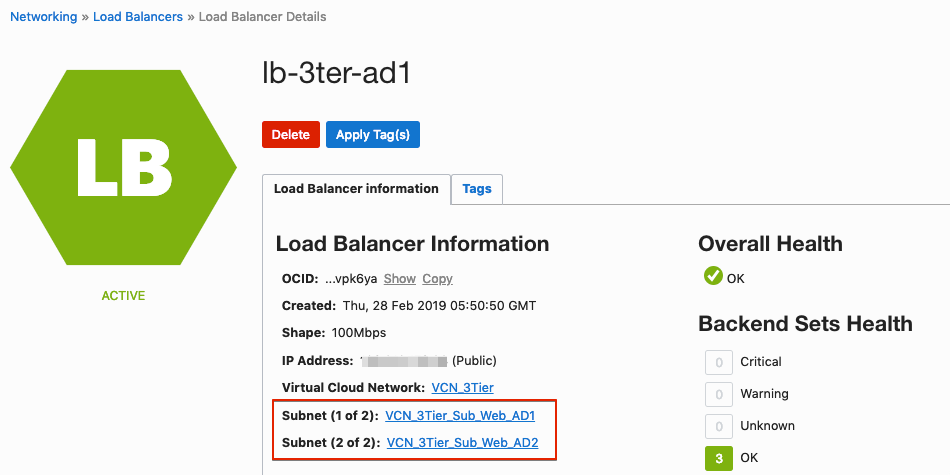 Networking » Load Balancers » Load Balancer Details
LB
ACTIVE
lb-3ter-ad1
Delete Apply Tag(s)
Load Balancer information Tags
Load Balancer Information
OCID: ...vpk6ya Show Copy
Created: Thu, 28 Feb 2019 05:50:50 GMT
Shape: 100Mbps
IP Address: (Public)
Virtual Cloud Network: VCN_3Tier
Subnet (1 of 2): VCN_3Tier_Sub_Web_AD1
Subnet (2 of 2): VCN_3Tier_Sub_Web_AD2
Overall Health
OK
Backend Sets Health
0 Critical
0 Warning
0 Unknown
3 OK